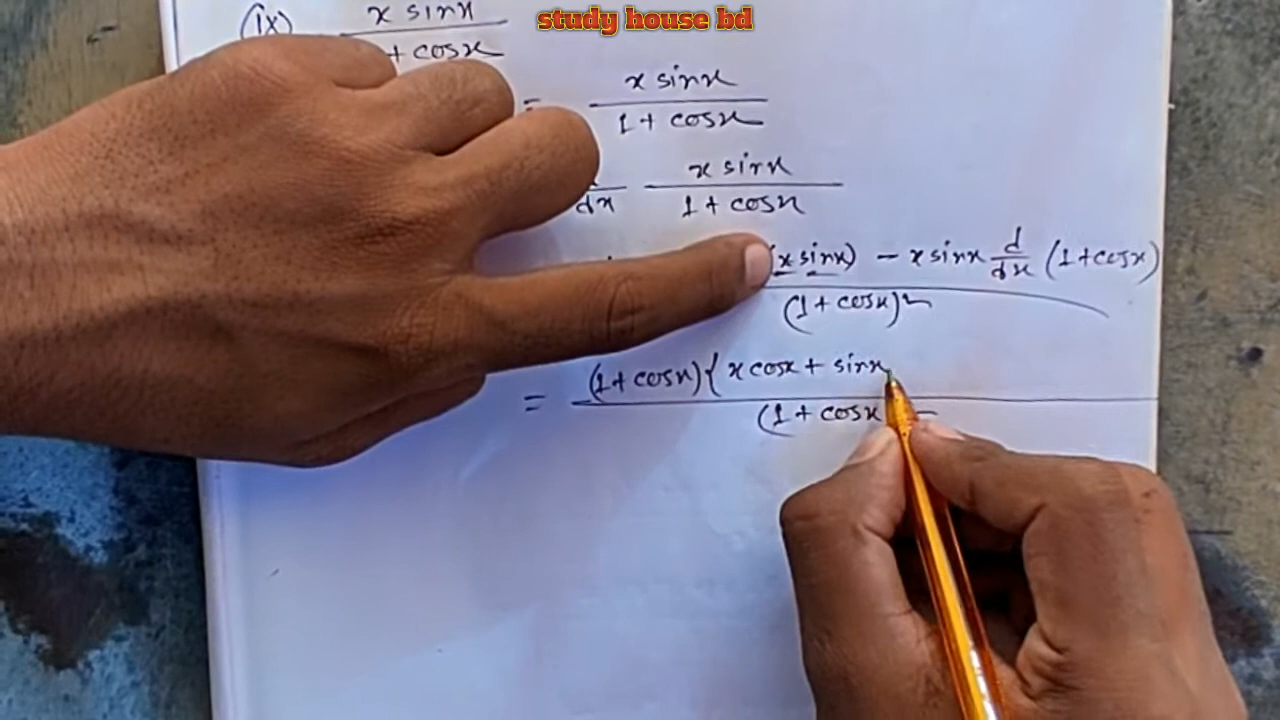 study house bd
(ix) x sinx
+ cosx
= x sinx
1 + cosx
dx x sinx
1 + cosx
(x sinx) − x sinx d/dx (1+cosx)
(1 + cosx)²
= (1+cosx){ x cosx + sinx
(1 + cosx